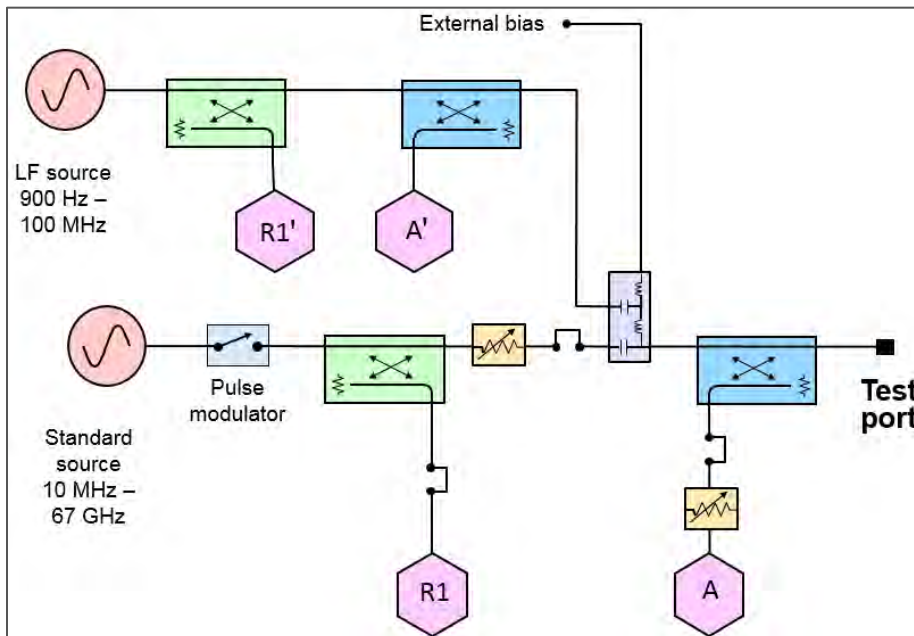 External bias
LF source
900 Hz –
100 MHz
R1'
A'
Pulse
modulator
Test
port
Standard
source
10 MHz –
67 GHz
R1
A